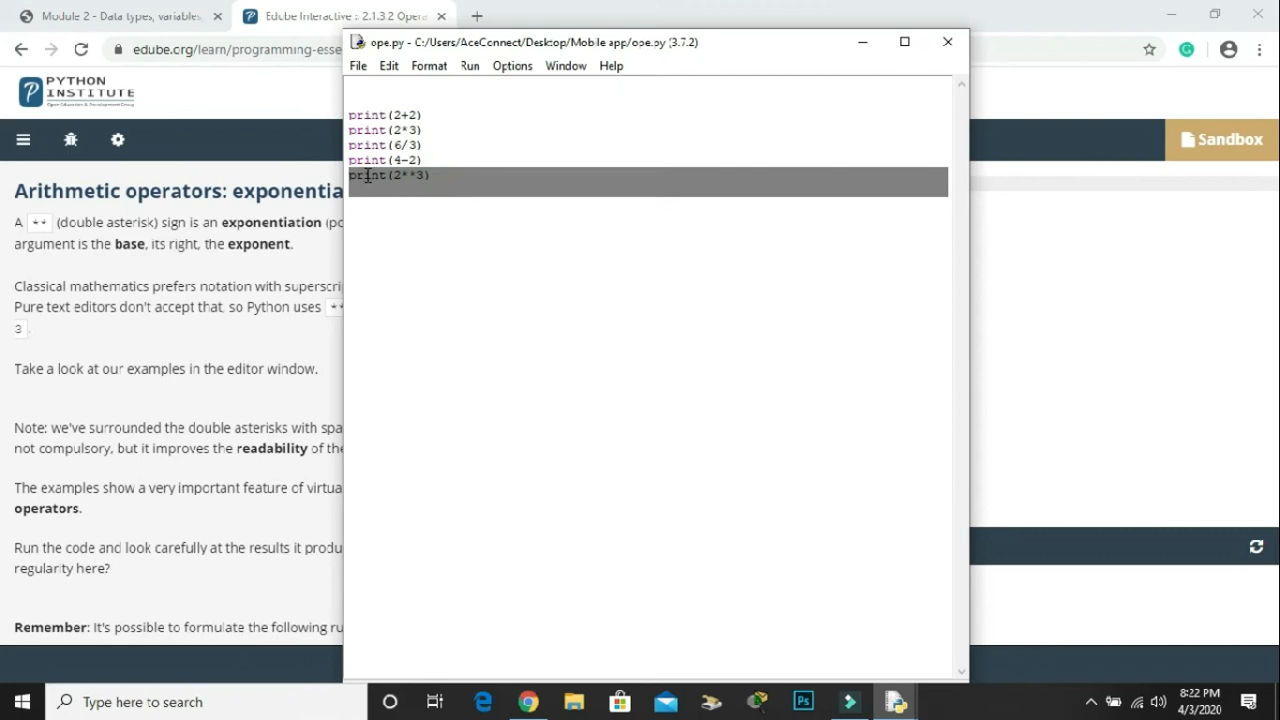 Module 2 - Data types, variables,
Edube Interactive :: 2.1.3.2 Opera
edube.org/learn/programming-esse
PYTHON
INSTITUTE
Open Education & Development Group
Sandbox
ope.py - C:/Users/AceConnect/Desktop/Mobile app/ope.py (3.7.2)
File Edit Format Run Options Window Help
print(2+2)
print(2*3)
print(6/3)
print(4-2)
print(2**3)
Arithmetic operators: exponentia
A ** (double asterisk) sign is an exponentiation (po
argument is the base, its right, the exponent.
Classical mathematics prefers notation with superscri
Pure text editors don't accept that, so Python uses **
3.
Take a look at our examples in the editor window.
Note: we've surrounded the double asterisks with spa
not compulsory, but it improves the readability of the
The examples show a very important feature of virtua
operators.
Run the code and look carefully at the results it produ
regularity here?
Remember: It's possible to formulate the following ru
Type here to search
Ps
8:22 PM
4/3/2020